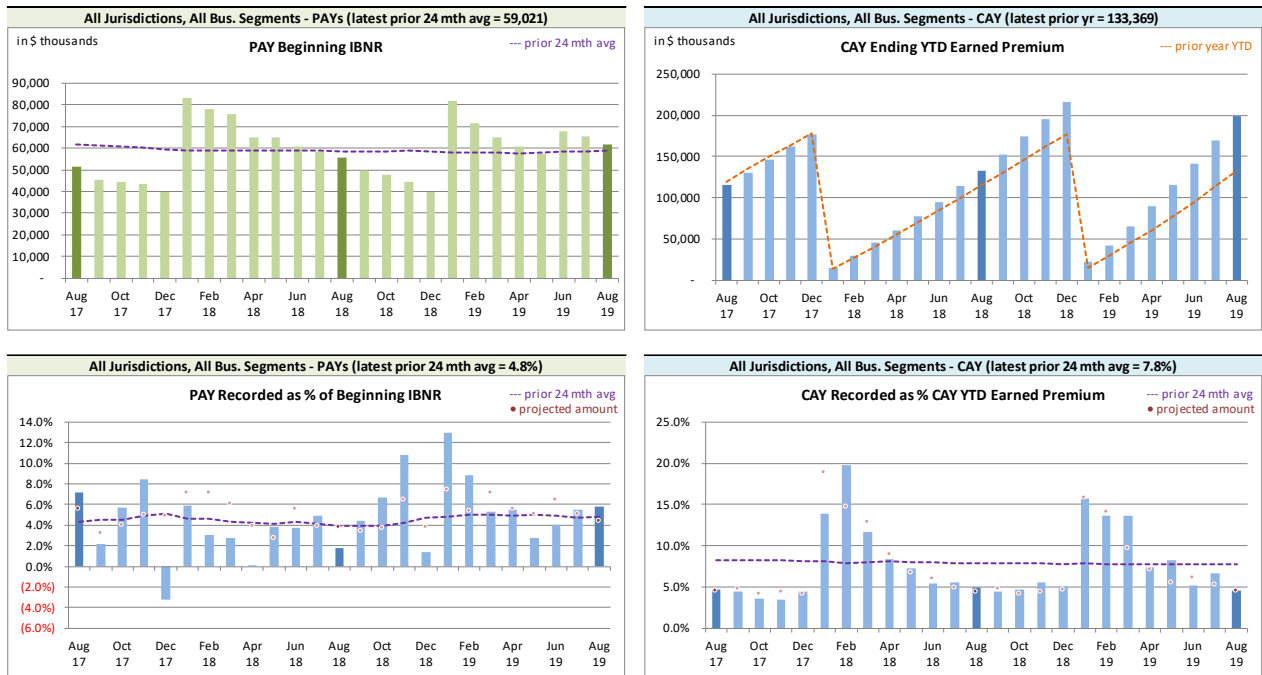 All Jurisdictions, All Bus. Segments - PAYs (latest prior 24 mth avg = 59,021)
in $ thousands
PAY Beginning IBNR
--- prior 24 mth avg
90,000
80,000
70,000
60,000
50,000
40,000
30,000
20,000
10,000
-
Aug Oct Dec Feb Apr Jun Aug Oct Dec Feb Apr Jun Aug
17 17 17 18 18 18 18 18 18 19 19 19 19
All Jurisdictions, All Bus. Segments - CAY (latest prior yr = 133,369)
in $ thousands
CAY Ending YTD Earned Premium
--- prior year YTD
250,000
200,000
150,000
100,000
50,000
-
Aug Oct Dec Feb Apr Jun Aug Oct Dec Feb Apr Jun Aug
17 17 17 18 18 18 18 18 18 19 19 19 19
All Jurisdictions, All Bus. Segments - PAYs (latest prior 24 mth avg = 4.8%)
PAY Recorded as % of Beginning IBNR
--- prior 24 mth avg
• projected amount
14.0%
12.0%
10.0%
8.0%
6.0%
4.0%
2.0%
0.0%
(2.0%)
(4.0%)
(6.0%)
Aug Oct Dec Feb Apr Jun Aug Oct Dec Feb Apr Jun Aug
17 17 17 18 18 18 18 18 18 19 19 19 19
All Jurisdictions, All Bus. Segments - CAY (latest prior 24 mth avg = 7.8%)
CAY Recorded as % CAY YTD Earned Premium
--- prior 24 mth avg
• projected amount
25.0%
20.0%
15.0%
10.0%
5.0%
0.0%
Aug Oct Dec Feb Apr Jun Aug Oct Dec Feb Apr Jun Aug
17 17 17 18 18 18 18 18 18 19 19 19 19